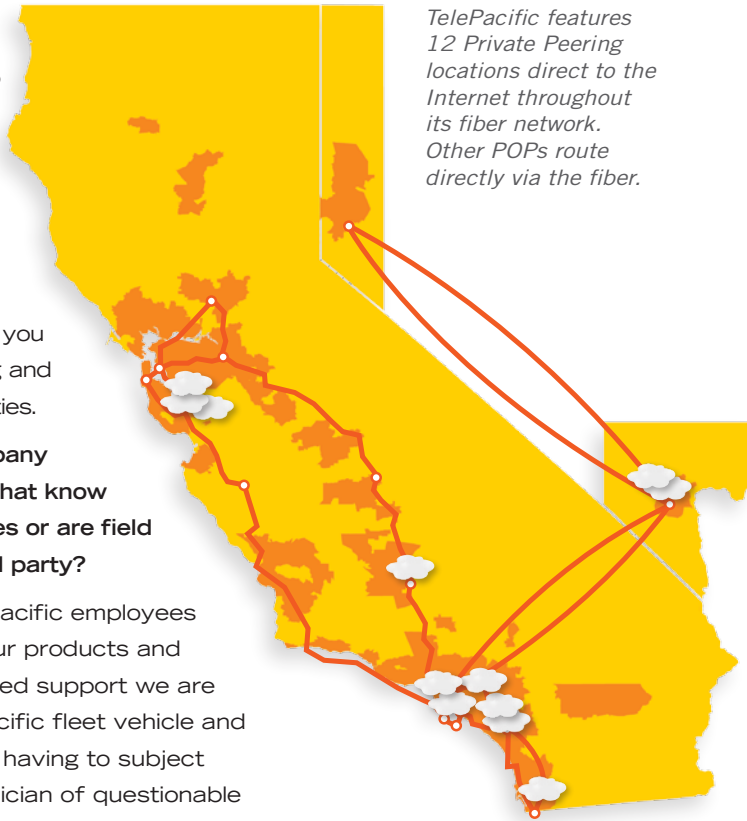 TelePacific features
12 Private Peering
locations direct to the
Internet throughout
its fiber network.
Other POPs route
directly via the fiber.
you
and
ties.
pany
hat know
es or are field
party?
Pacific employees
ur products and
ed support we are
cific fleet vehicle and
having to subject
ician of questionable